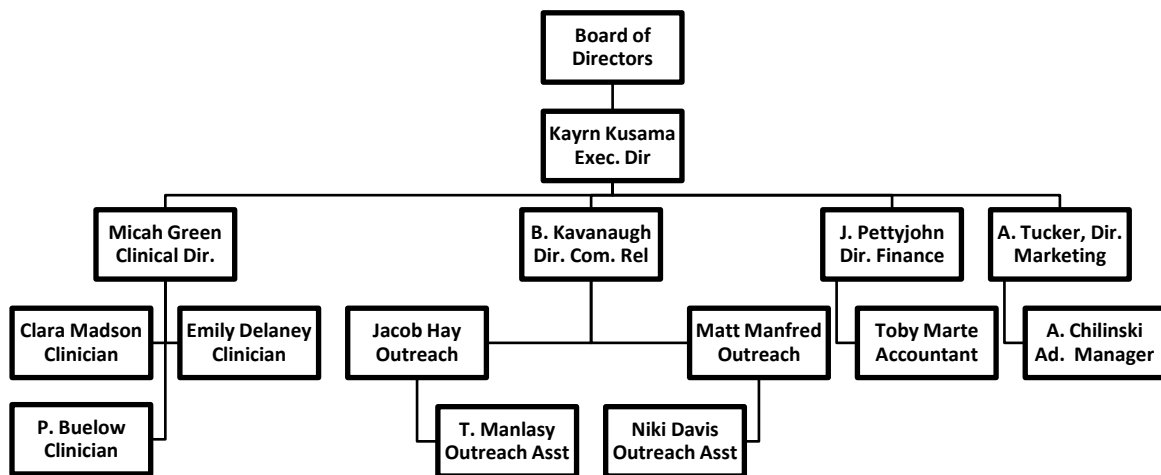 Board of
Directors
Kayrn Kusama
Exec. Dir
Micah Green
Clinical Dir.
B. Kavanaugh
Dir. Com. Rel
J. Pettyjohn
Dir. Finance
A. Tucker, Dir.
Marketing
Clara Madson
Clinician
Emily Delaney
Clinician
Jacob Hay
Outreach
Matt Manfred
Outreach
Toby Marte
Accountant
A. Chilinski
Ad. Manager
P. Buelow
Clinician
T. Manlasy
Outreach Asst
Niki Davis
Outreach Asst